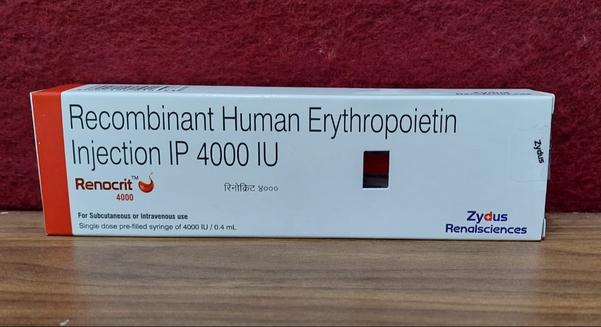 Recombinant Human Erythropoietin
Injection IP 4000 IU
Renocrit™
4000
रिनोक्रिट ४०००
For Subcutaneous or Intravenous use
Single dose pre-filled syringe of 4000 IU / 0.4 mL
Zydus
Renalsciences
Zydus